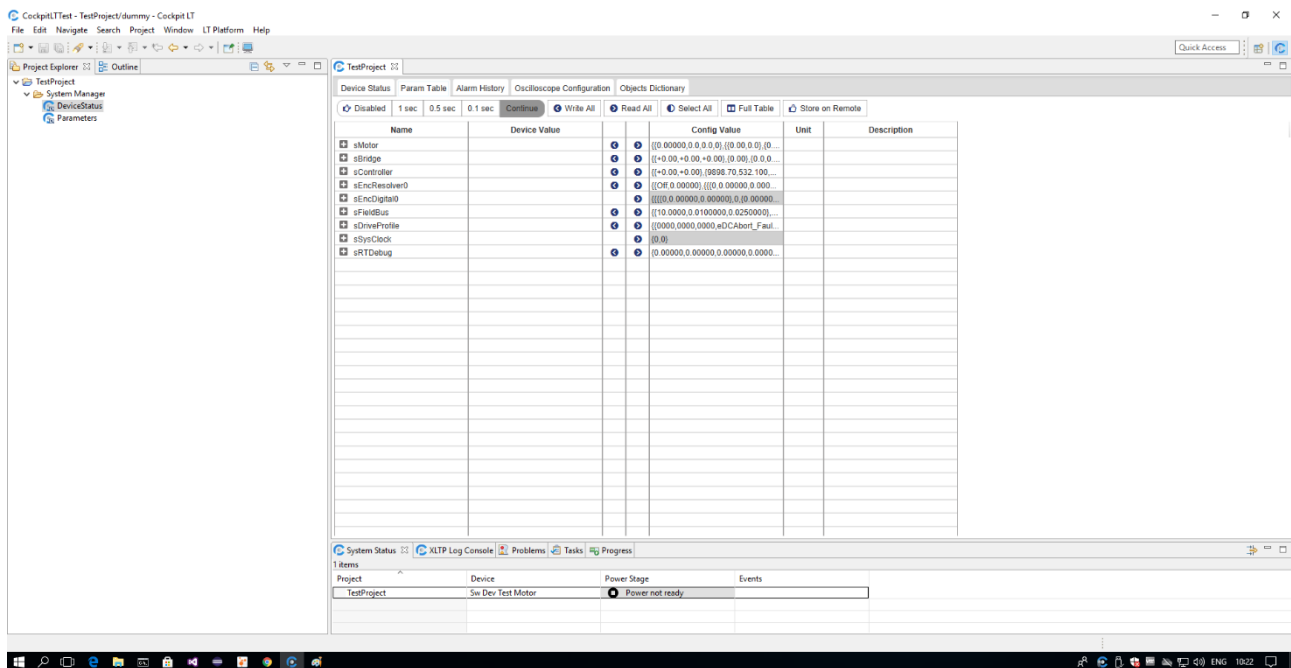 CockpitLTTest - TestProject/dummy - Cockpit LT
File Edit Navigate Search Project Window LT Platform Help
Quick Access
Project Explorer Outline
TestProject
System Manager
DeviceStatus
Parameters
TestProject
Device Status Param Table Alarm History Oscilloscope Configuration Objects Dictionary
Disabled 1 sec 0.5 sec 0.1 sec Continue Write All Read All Select All Full Table Store on Remote
Name Device Value Config Value Unit Description
sMotor {{0.00000,0.0,0.0,0},{{0.00,0.0},{0....
sBridge {{+0.00,+0.00,+0.00},{0.00},{0.0,0....
sController {{+0.00,+0.00},{9898.70,532.100,...
sEncResolver0 {{Off,0.00000},{{{0,0.00000,0.000...
sEncDigital0 {{{{0,0.00000,0.00000},0,{0.00000...
sFieldBus {{10.0000,0.0100000,0.0250000},...
sDriveProfile {{0000,0000,0000,eDCAbort_Faul...
sSysClock {0,0}
sRTDebug {0.00000,0.00000,0.00000,0.0000...
System Status XLTP Log Console Problems Tasks Progress
1 items
Project Device Power Stage Events
TestProject Sw Dev Test Motor Power not ready
ENG 10:22